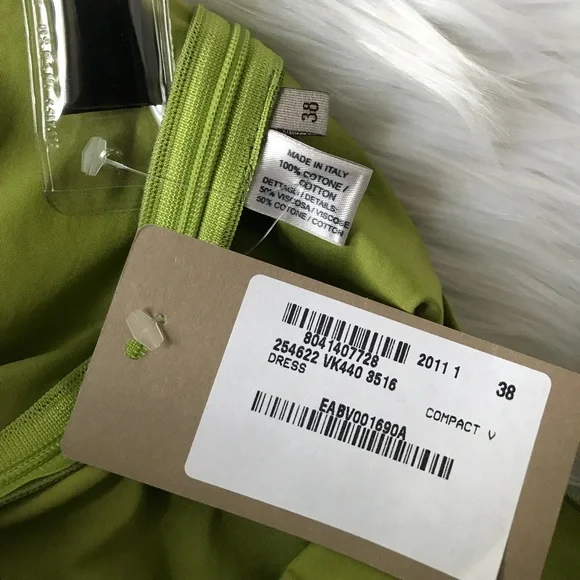 38
MADE IN ITALY
100% COTONE /
COTTON
DETTAGLI / DETAILS:
50% VISCOSA / VISCOSE
50% COTONE / COTTON
8041407728
2011 1
38
254622 VK440 3516
DRESS
COMPACT V
EABV001690A